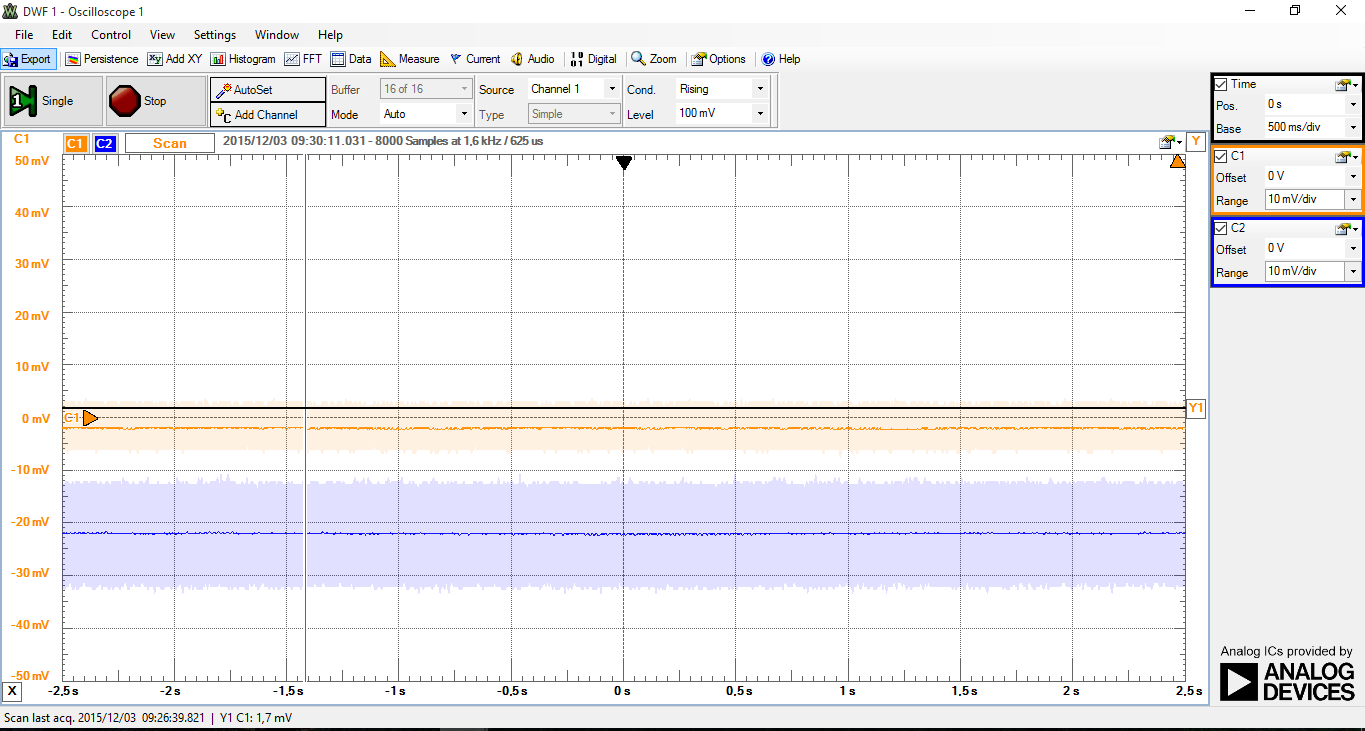 DWF 1 - Oscilloscope 1
File Edit Control View Settings Window Help
Export Persistence Add XY Histogram FFT Data Measure Current Audio Digital Zoom Options Help
1 Single Stop AutoSet Buffer 16 of 16 Source Channel 1 Cond. Rising
Add Channel Mode Auto Type Simple Level 100 mV
Time
Pos. 0 s
Base 500 ms/div
C1
Offset 0 V
Range 10 mV/div
C2
Offset 0 V
Range 10 mV/div
C1 C1 C2 Scan 2015/12/03 09:30:11.031 - 8000 Samples at 1,6 kHz / 625 us Y
50 mV
40 mV
30 mV
20 mV
10 mV
Y1
0 mV C1
-10 mV
-20 mV
-30 mV
-40 mV
-50 mV
X -2,5 s -2 s -1,5 s -1 s -0,5 s 0 s 0,5 s 1 s 1,5 s 2 s 2,5 s
Analog ICs provided by
ANALOG
DEVICES
Scan last acq. 2015/12/03 09:26:39.821 | Y1 C1: 1,7 mV